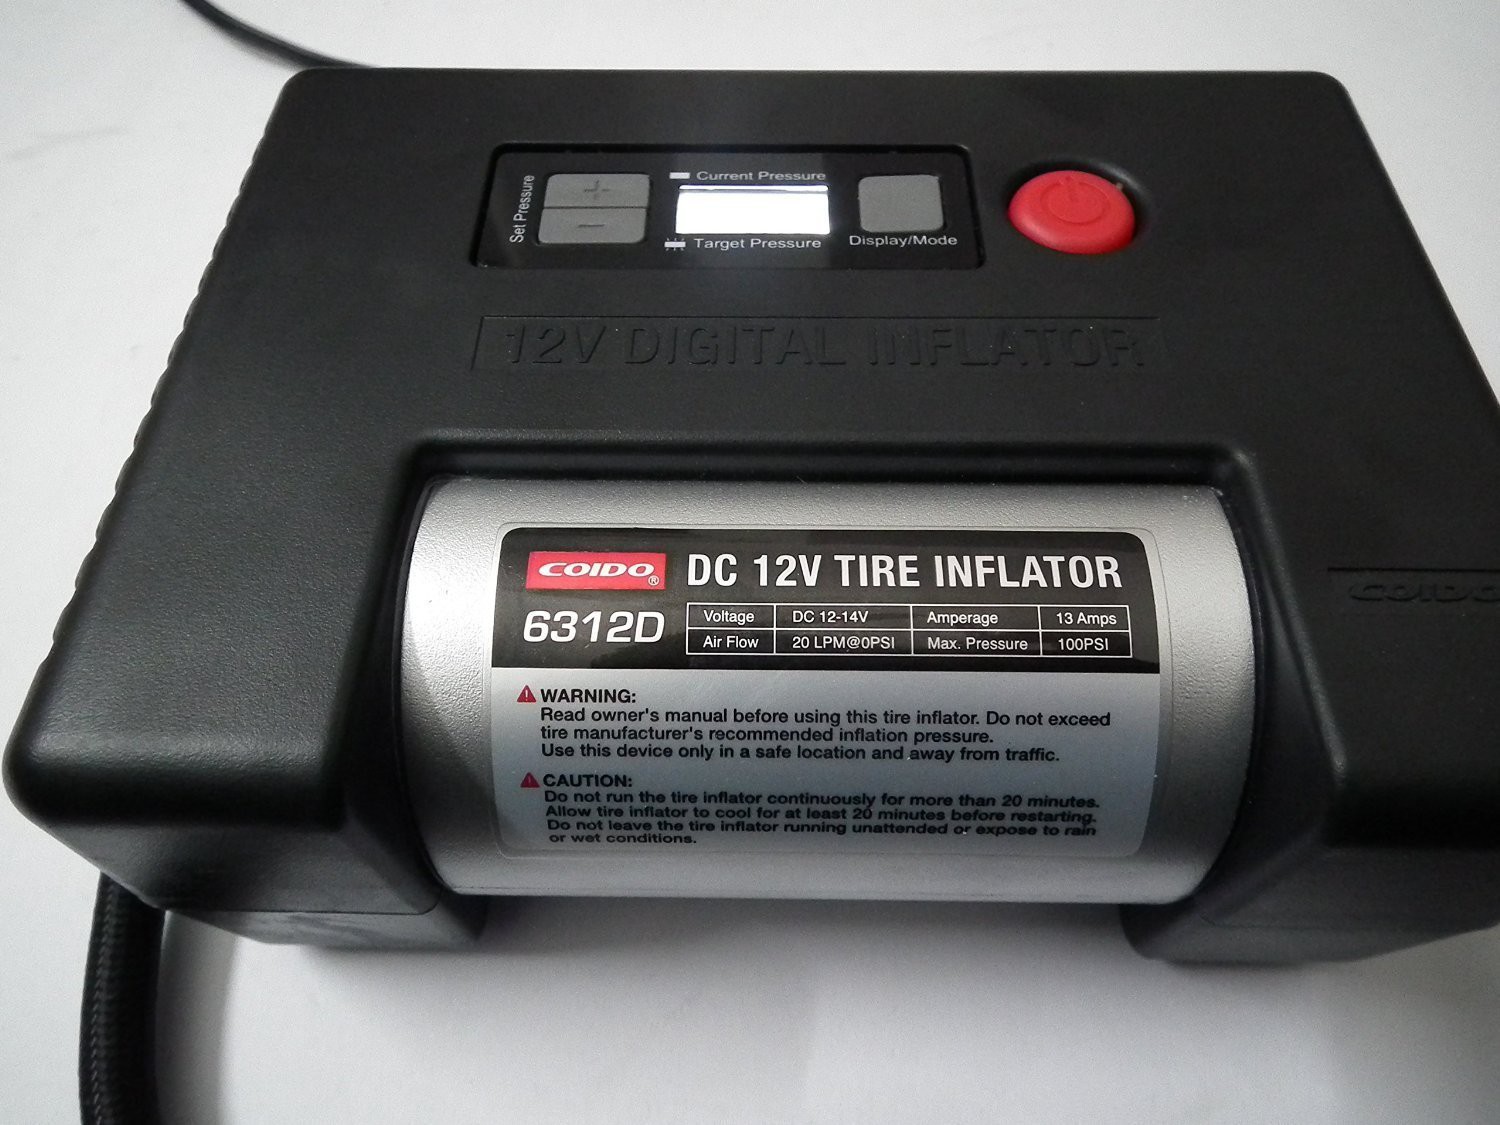 Set Pressure
+
−
Current Pressure
Target Pressure
Display/Mode
12V DIGITAL INFLATOR
COIDO®
DC 12V TIRE INFLATOR
6312D
Voltage DC 12-14V Amperage 13 Amps
Air Flow 20 LPM@0PSI Max. Pressure 100PSI
WARNING:
Read owner's manual before using this tire inflator. Do not exceed
tire manufacturer's recommended inflation pressure.
Use this device only in a safe location and away from traffic.
CAUTION:
Do not run the tire inflator continuously for more than 20 minutes.
Allow tire inflator to cool for at least 20 minutes before restarting.
Do not leave the tire inflator running unattended or expose to rain
or wet conditions.
COIDO